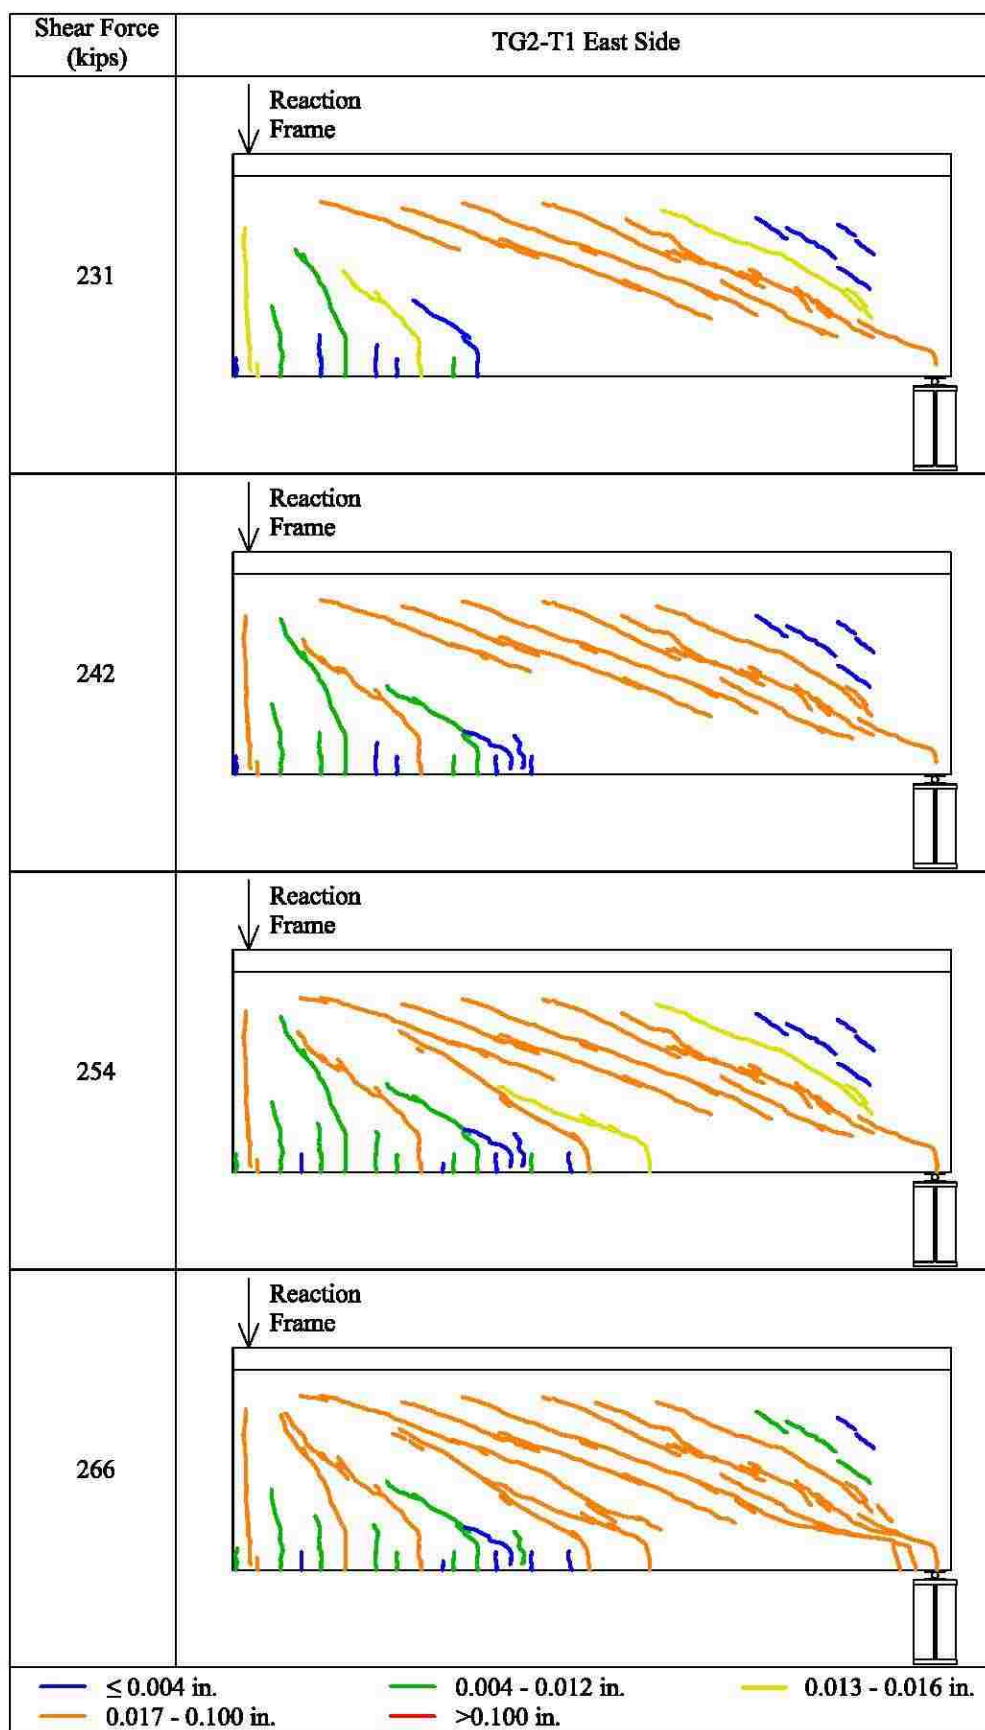 Shear Force
(kips)
TG2-T1 East Side
Reaction
Frame
231
Reaction
Frame
242
Reaction
Frame
254
Reaction
Frame
266
≤ 0.004 in.
0.004 - 0.012 in.
0.013 - 0.016 in.
0.017 - 0.100 in.
>0.100 in.